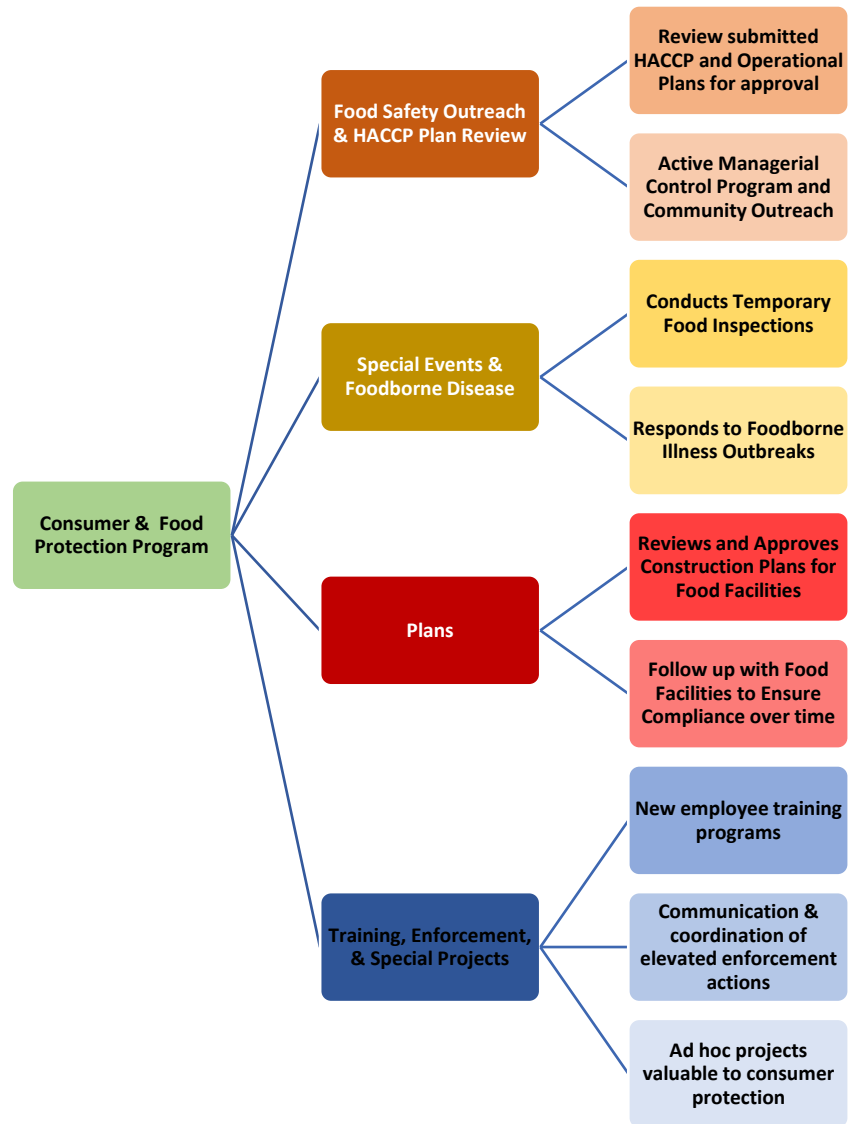 Consumer & Food
Protection Program
Food Safety Outreach
& HACCP Plan Review
Review submitted
HACCP and Operational
Plans for approval
Active Managerial
Control Program and
Community Outreach
Special Events &
Foodborne Disease
Conducts Temporary
Food Inspections
Responds to Foodborne
Illness Outbreaks
Plans
Reviews and Approves
Construction Plans for
Food Facilities
Follow up with Food
Facilities to Ensure
Compliance over time
Training, Enforcement,
& Special Projects
New employee training
programs
Communication &
coordination of
elevated enforcement
actions
Ad hoc projects
valuable to consumer
protection